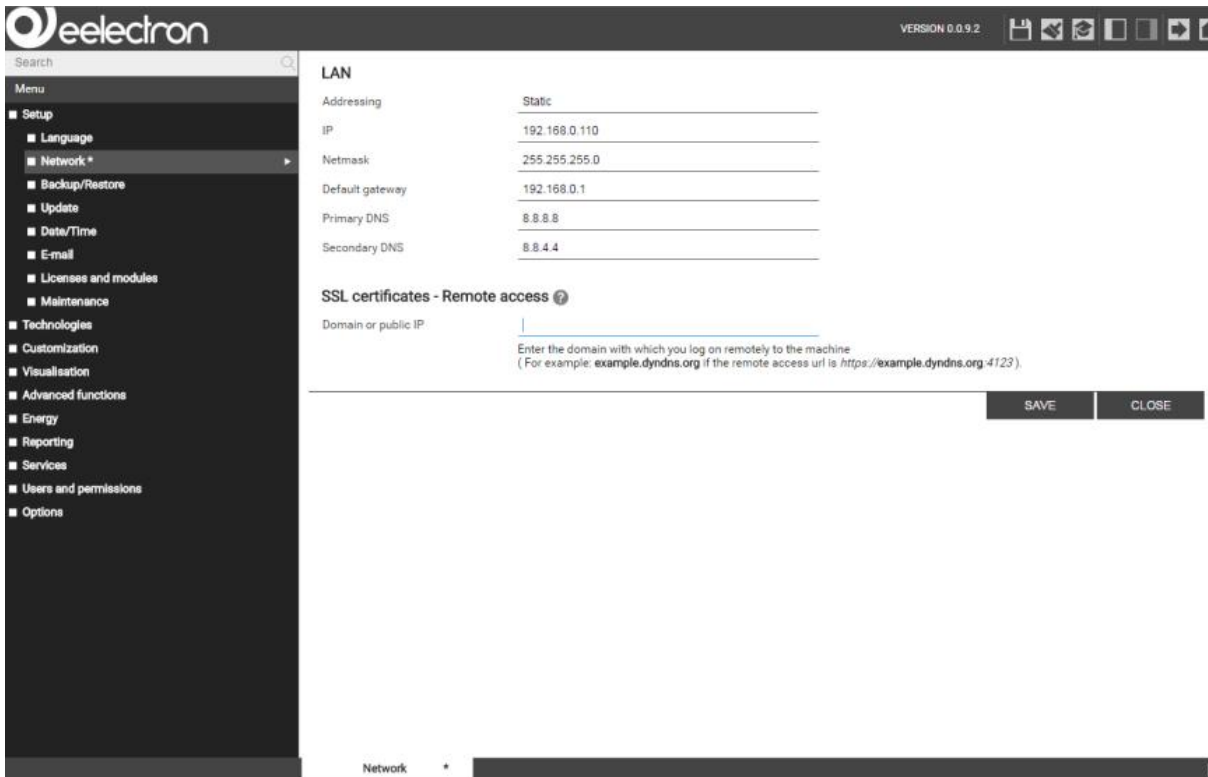 eelectron
VERSION 0.0.9.2
Search
Menu
Setup
Language
Network *
Backup/Restore
Update
Date/Time
E-mail
Licenses and modules
Maintenance
Technologies
Customization
Visualisation
Advanced functions
Energy
Reporting
Services
Users and permissions
Options
LAN
Addressing Static
IP 192.168.0.110
Netmask 255.255.255.0
Default gateway 192.168.0.1
Primary DNS 8.8.8.8
Secondary DNS 8.8.4.4
SSL certificates - Remote access ?
Domain or public IP
Enter the domain with which you log on remotely to the machine
( For example: example.dyndns.org if the remote access url is https://example.dyndns.org:4123 ).
SAVE CLOSE
Network *